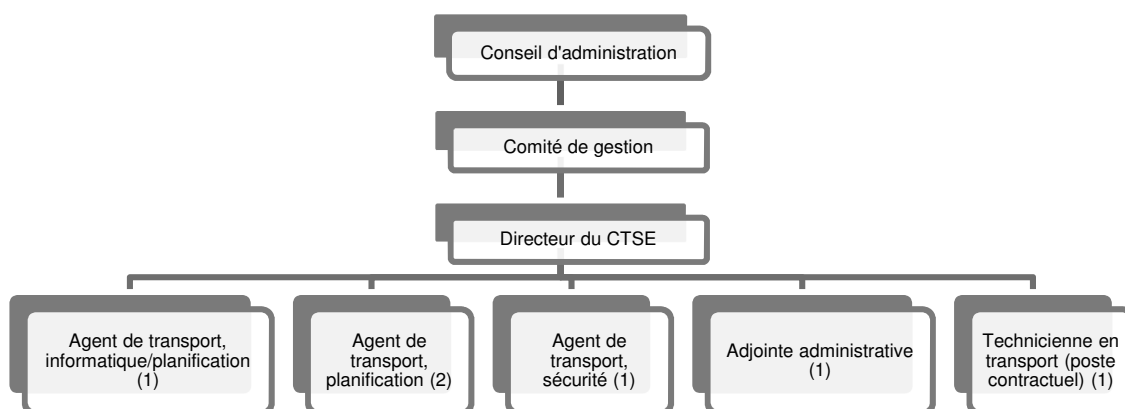 Conseil d'administration
Comité de gestion
Directeur du CTSE
Agent de transport,
informatique/planification
(1)
Agent de
transport,
planification (2)
Agent de
transport,
sécurité (1)
Adjointe administrative
(1)
Technicienne en
transport (poste
contractuel) (1)